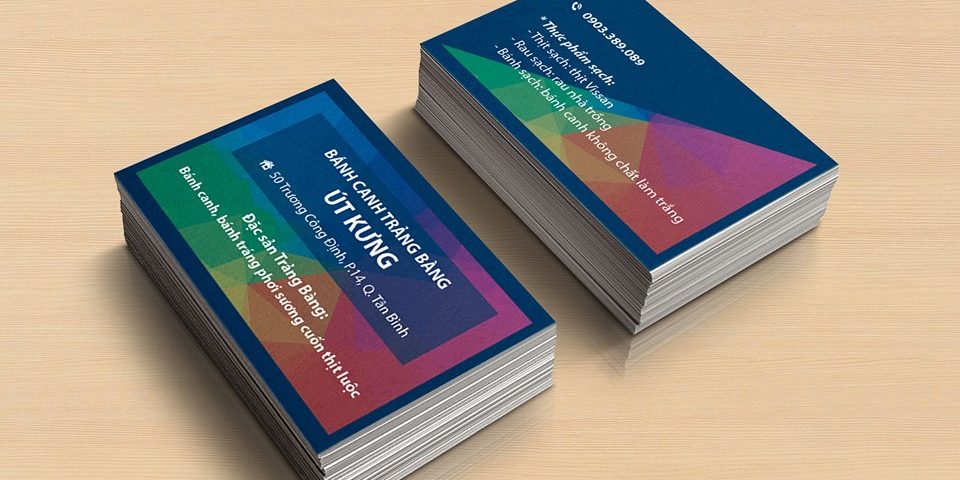 BÁNH CANH TRẢNG BÀNG
ÚT KƯNG
50 Trương Công Định, P.14, Q. Tân Bình
Đặc sản Trảng Bàng:
Bánh canh, bánh tráng phơi sương cuốn thịt luộc
0903.389.089
* Thực phẩm sạch:
- Thịt sạch: thịt Vissan
- Rau sạch: rau nhà trồng
- Bánh sạch: bánh canh không chất làm trắng